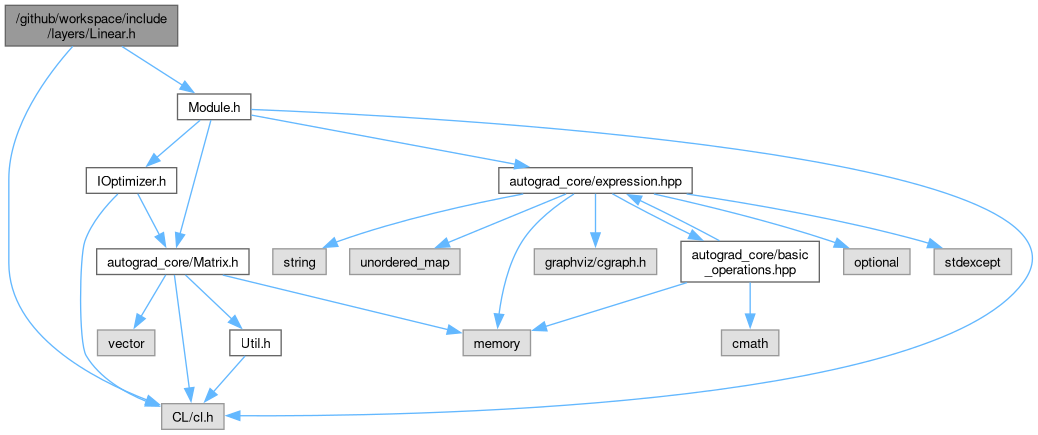 /github/workspace/include
/layers/Linear.h
Module.h
IOptimizer.h
autograd_core/expression.hpp
autograd_core/Matrix.h
string
unordered_map
graphviz/cgraph.h
autograd_core/basic
_operations.hpp
optional
stdexcept
vector
Util.h
memory
cmath
CL/cl.h